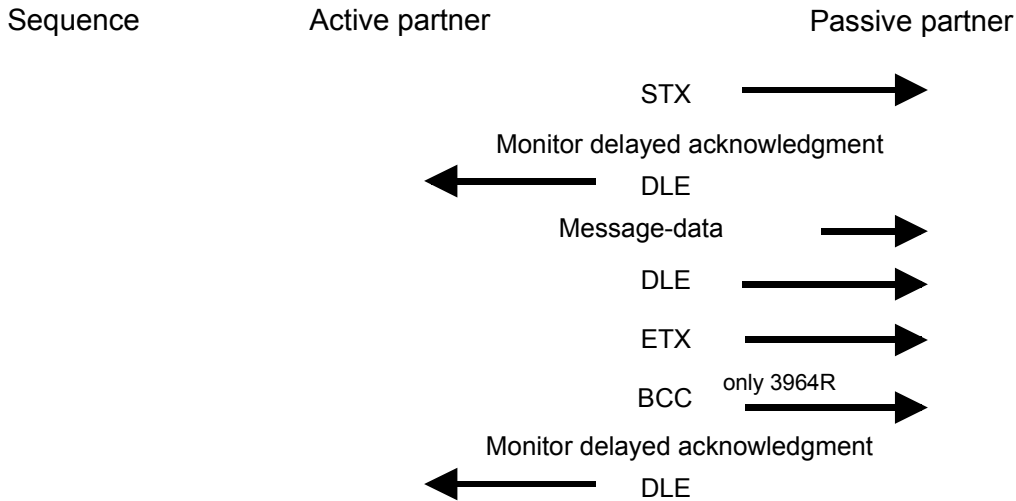 Sequence Active partner Passive partner
STX
Monitor delayed acknowledgment
DLE
Message-data
DLE
ETX
BCC only 3964R
Monitor delayed acknowledgment
DLE